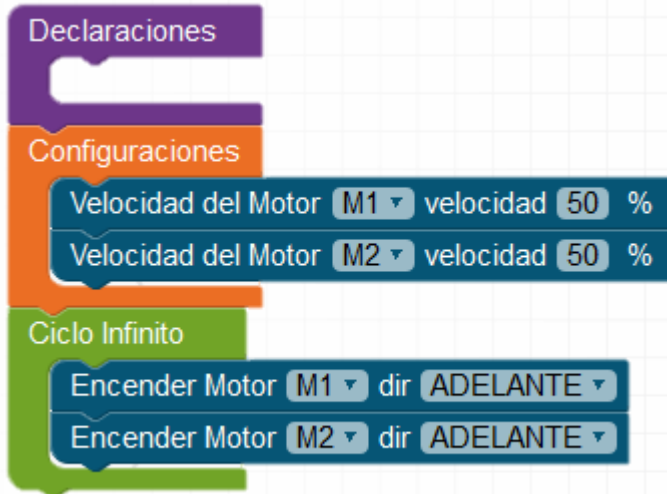 Declaraciones
Configuraciones
Velocidad del Motor M1 velocidad 50 %
Velocidad del Motor M2 velocidad 50 %
Ciclo Infinito
Encender Motor M1 dir ADELANTE
Encender Motor M2 dir ADELANTE